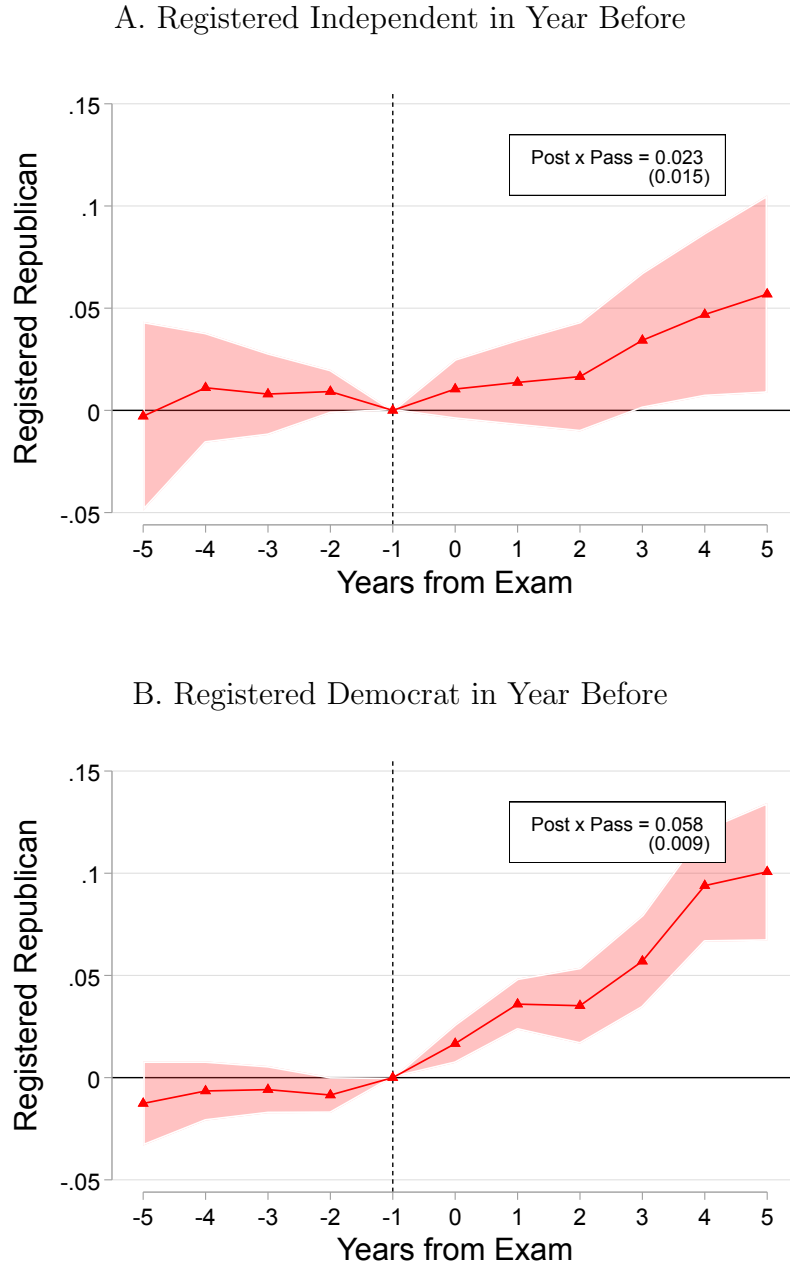 A. Registered Independent in Year Before
Registered Republican
.15
.1
.05
0
-.05
Post x Pass = 0.023
(0.015)
-5 -4 -3 -2 -1 0 1 2 3 4 5
Years from Exam
B. Registered Democrat in Year Before
Registered Republican
.15
.1
.05
0
-.05
Post x Pass = 0.058
(0.009)
-5 -4 -3 -2 -1 0 1 2 3 4 5
Years from Exam